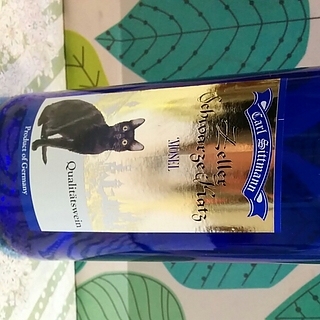 Carl Sittmann
Zeller
Schwarze Katz
MOSEL
Qualitätswein
Product of Germany